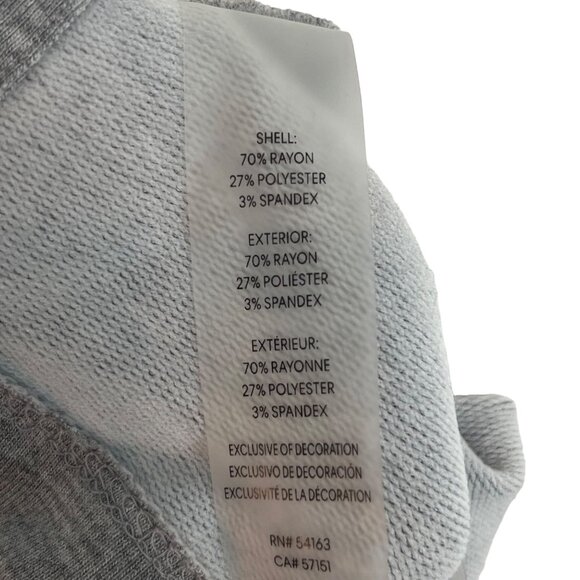 SHELL:
70% RAYON
27% POLYESTER
3% SPANDEX
EXTERIOR:
70% RAYON
27% POLIÉSTER
3% SPANDEX
EXTÉRIEUR:
70% RAYONNE
27% POLYESTER
3% SPANDEX
EXCLUSIVE OF DECORATION
EXCLUSIVO DE DECORACIÓN
EXCLUSIVITÉ DE LA DÉCORATION
RN# 54163
CA# 57151